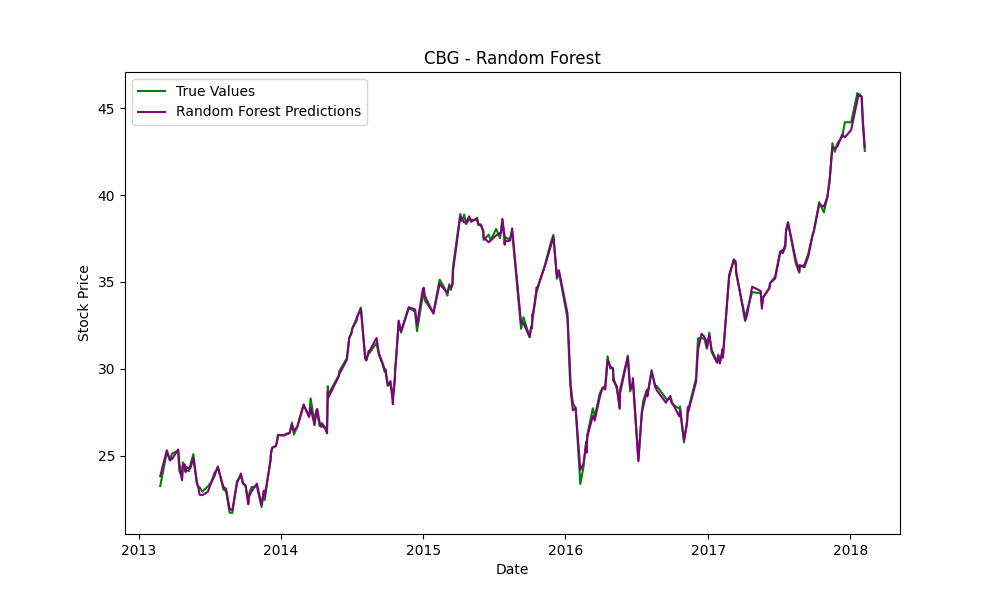 CBG - Random Forest
True Values
Random Forest Predictions
Stock Price
45
40
35
30
25
2013
2014
2015
2016
2017
2018
Date